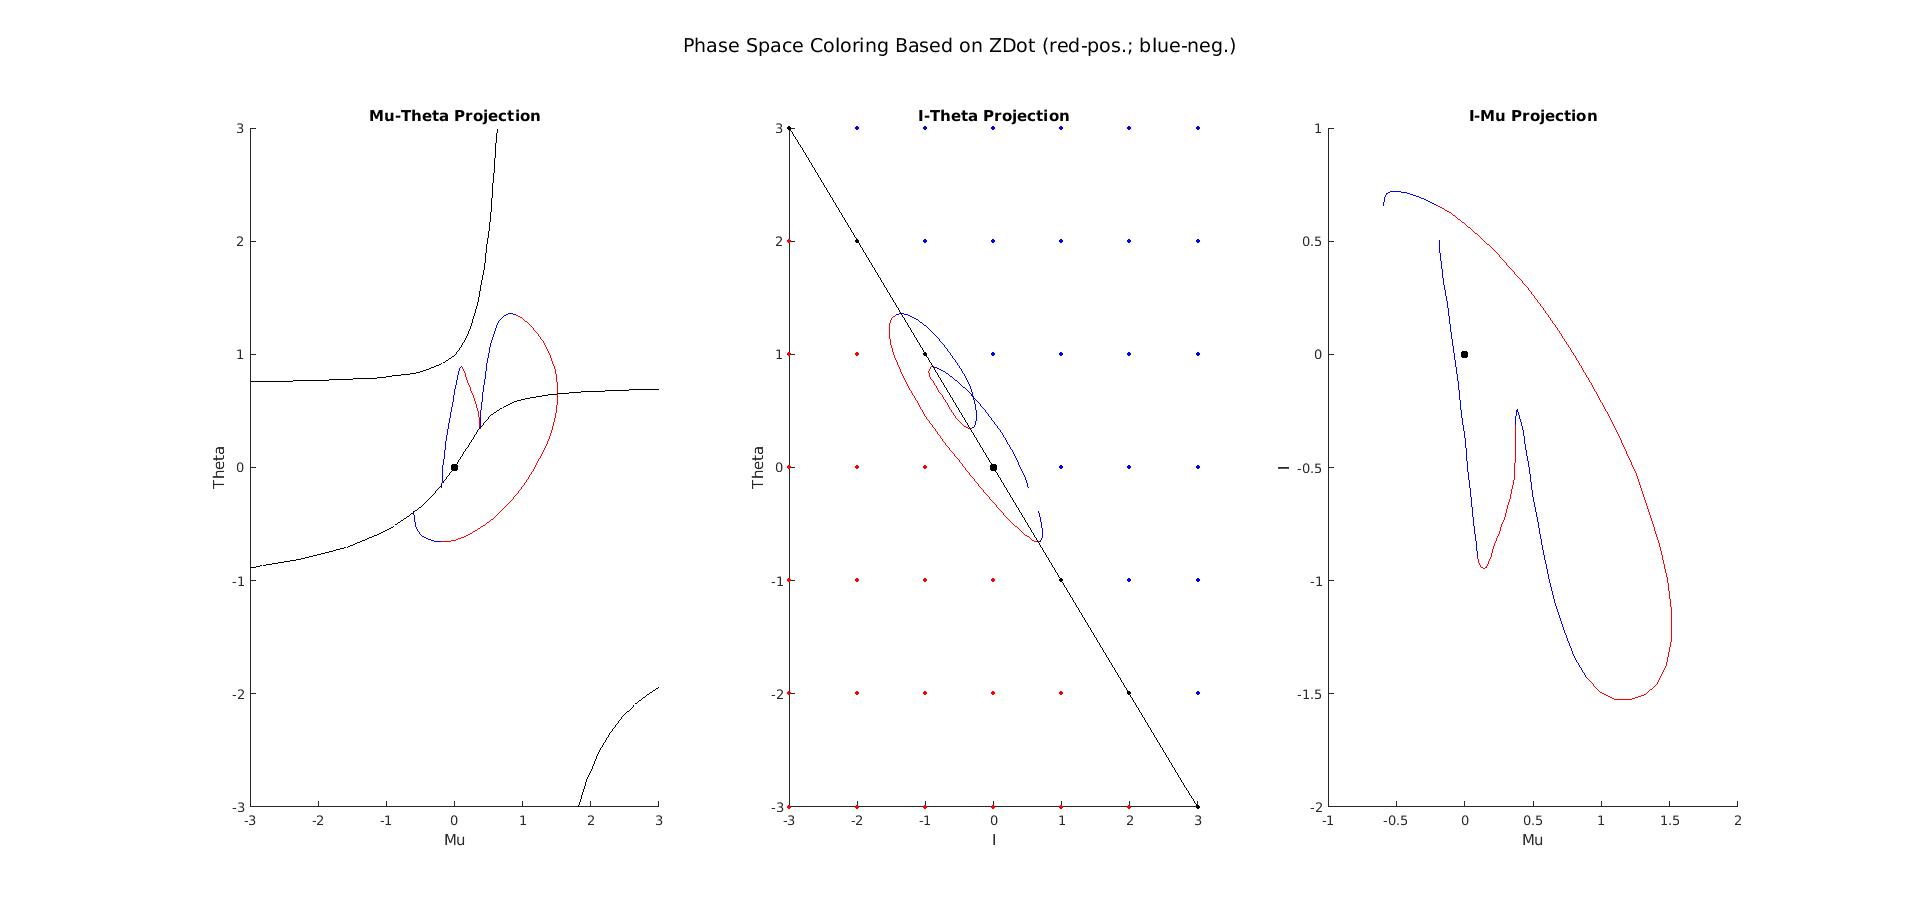 Phase Space Coloring Based on ZDot (red-pos.; blue-neg.)
Mu-Theta Projection
3
2
1
0
-1
-2
-3
Theta
-3 -2 -1 0 1 2 3
Mu
I-Theta Projection
3
2
1
0
-1
-2
-3
Theta
-3 -2 -1 0 1 2 3
I
I-Mu Projection
1
0.5
0
-0.5
-1
-1.5
-2
I
-1 -0.5 0 0.5 1 1.5 2
Mu